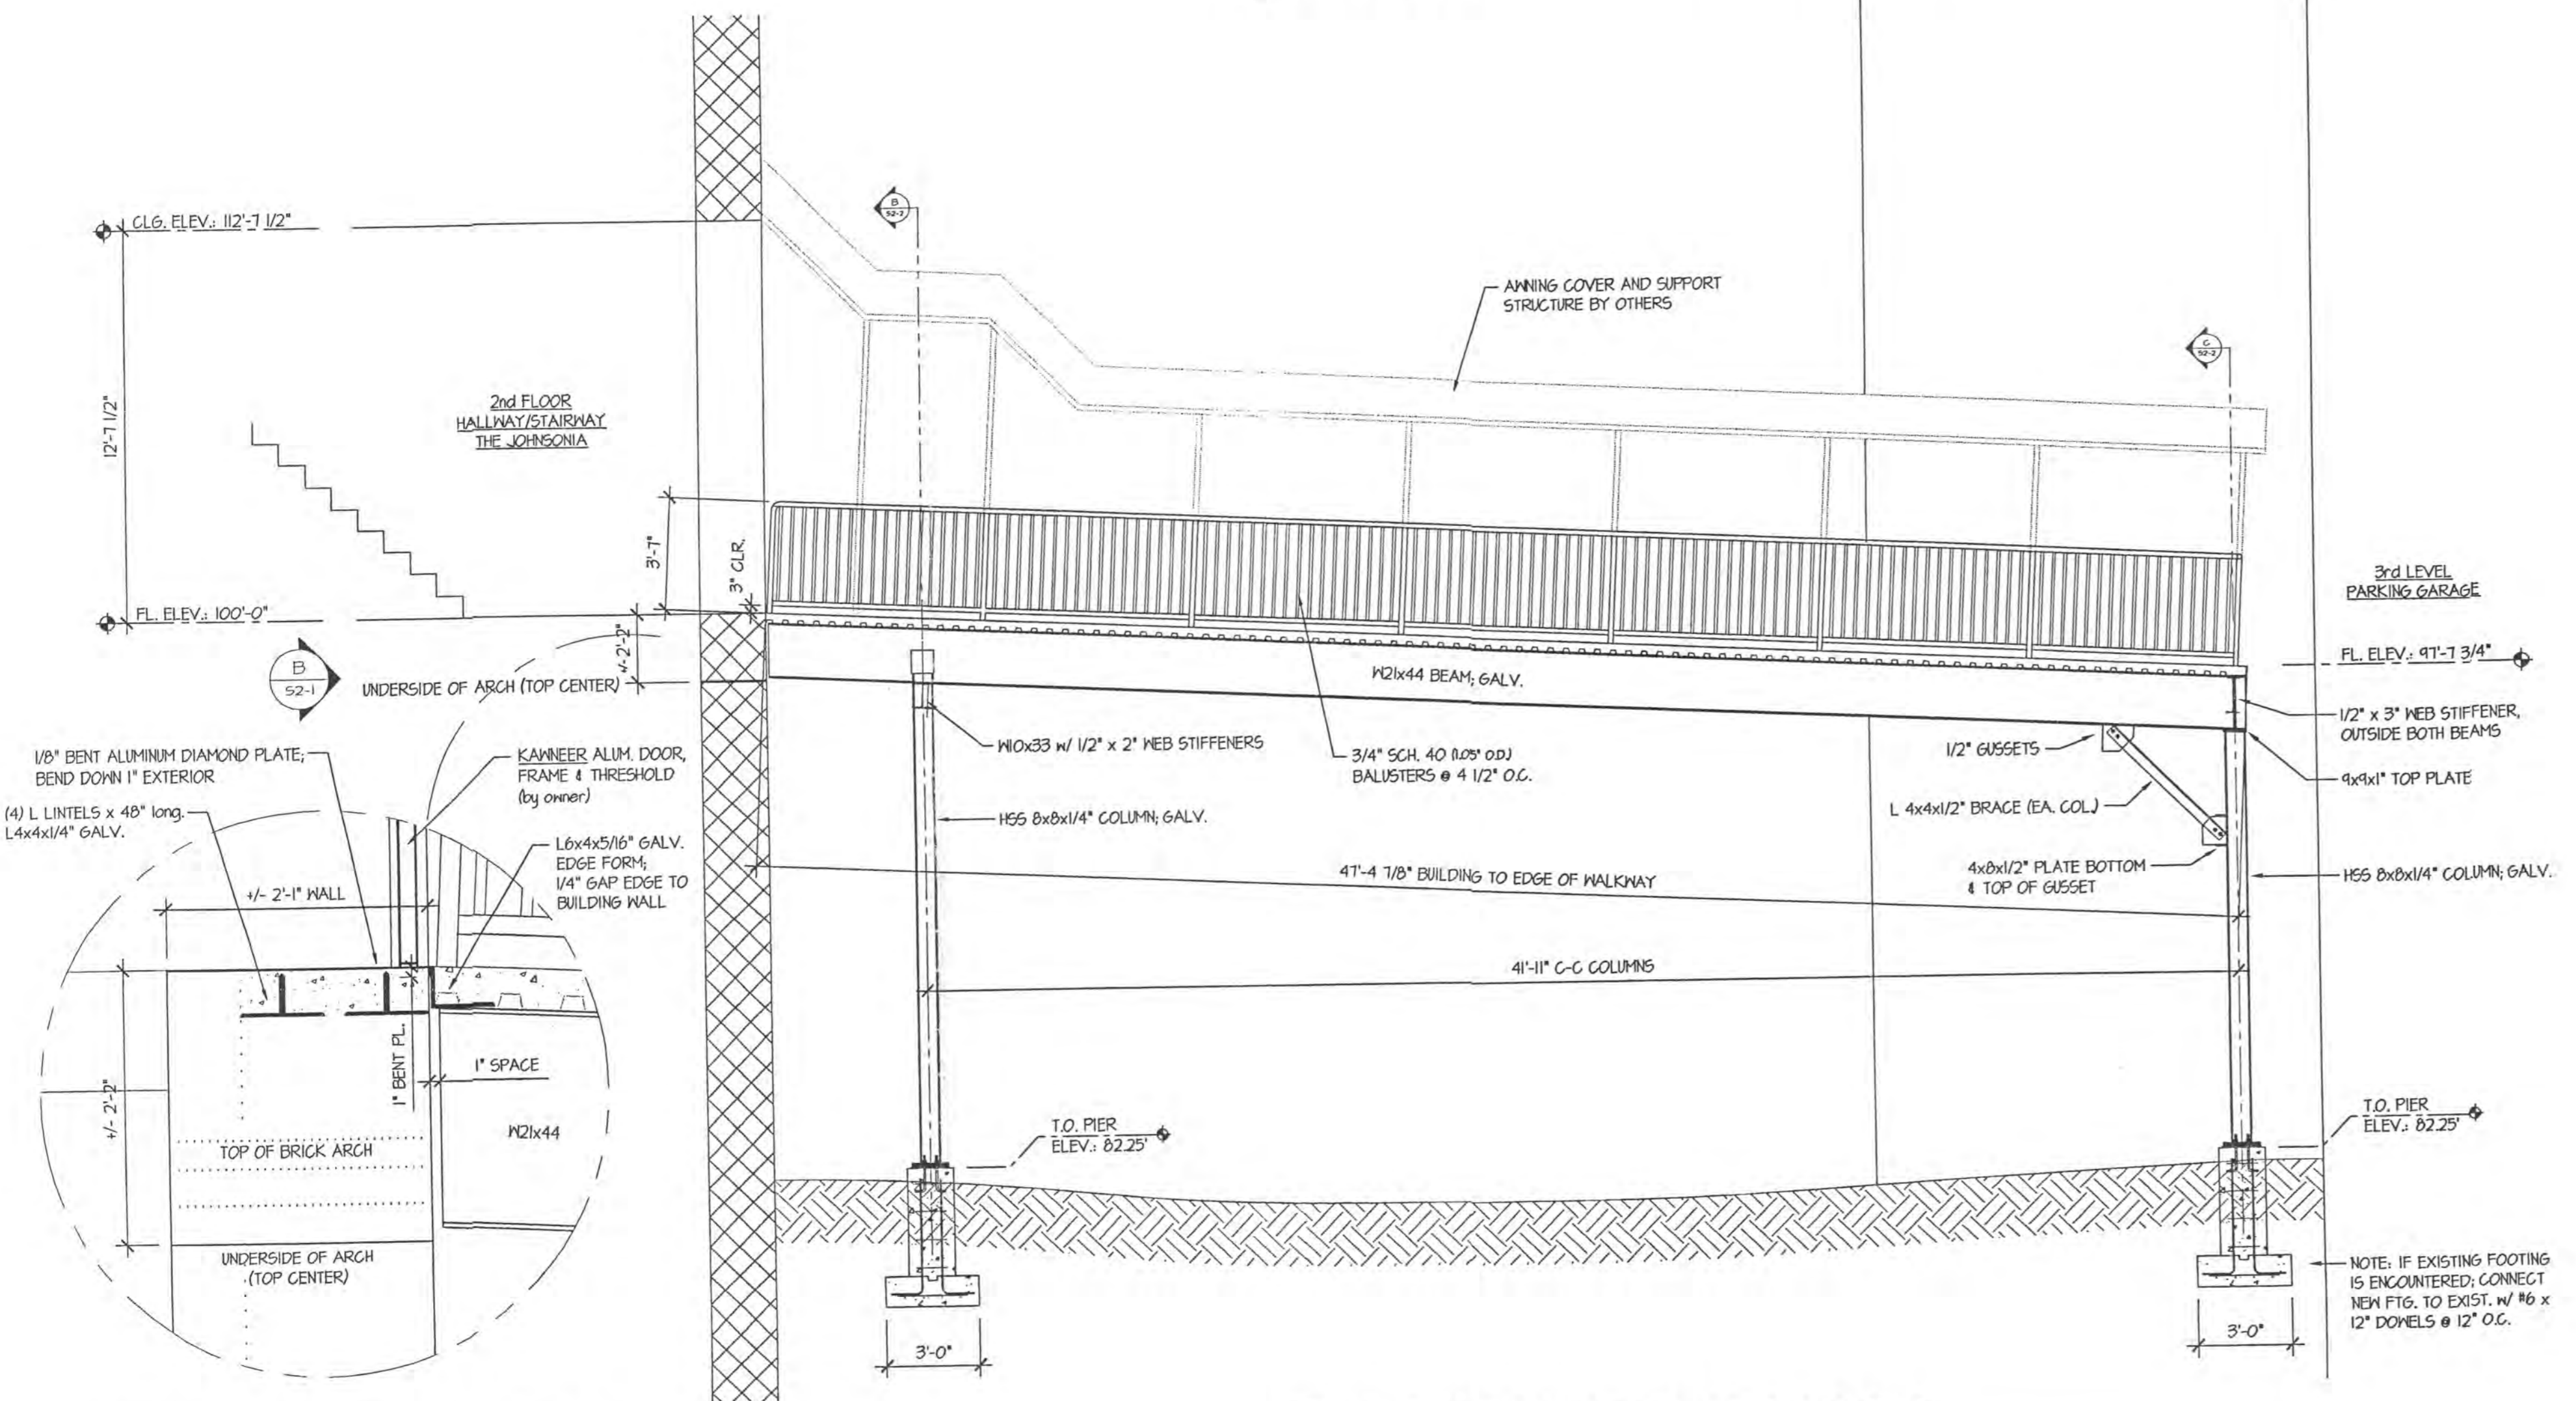 CLG. ELEV.: 112'-7 1/2"
12'-7 1/2"
2nd FLOOR
HALLWAY/STAIRWAY
THE JOHNSONIA
FL. ELEV.: 100'-0"
B
S2-2
AWNING COVER AND SUPPORT
STRUCTURE BY OTHERS
C
S2-2
3'-7"
3" CLR.
+/- 2'-2"
B
S2-1
UNDERSIDE OF ARCH (TOP CENTER)
W21x44 BEAM; GALV.
3rd LEVEL
PARKING GARAGE
FL. ELEV.: 97'-7 3/4"
1/2" x 3" WEB STIFFENER,
OUTSIDE BOTH BEAMS
9x9x1" TOP PLATE
W10x33 w/ 1/2" x 2" WEB STIFFENERS
3/4" SCH. 40 (1.05" O.D.)
BALUSTERS @ 4 1/2" O.C.
1/2" GUSSETS
L 4x4x1/2" BRACE (EA. COL.)
4x8x1/2" PLATE BOTTOM
& TOP OF GUSSET
HSS 8x8x1/4" COLUMN; GALV.
HSS 8x8x1/4" COLUMN; GALV.
47'-4 7/8" BUILDING TO EDGE OF WALKWAY
41'-11" C-C COLUMNS
T.O. PIER
ELEV.: 82.25'
T.O. PIER
ELEV.: 82.25'
NOTE: IF EXISTING FOOTING
IS ENCOUNTERED; CONNECT
NEW FTG. TO EXIST. w/ #6 x
12" DOWELS @ 12" O.C.
3'-0"
3'-0"
1/8" BENT ALUMINUM DIAMOND PLATE;
BEND DOWN 1" EXTERIOR
(4) L LINTELS x 48" long.
L4x4x1/4" GALV.
KAWNEER ALUM. DOOR,
FRAME & THRESHOLD
(by owner)
L6x4x5/16" GALV.
EDGE FORM;
1/4" GAP EDGE TO
BUILDING WALL
+/- 2'-1" WALL
+/- 2'-2"
1" BENT PL.
1" SPACE
W21x44
TOP OF BRICK ARCH
UNDERSIDE OF ARCH
(TOP CENTER)